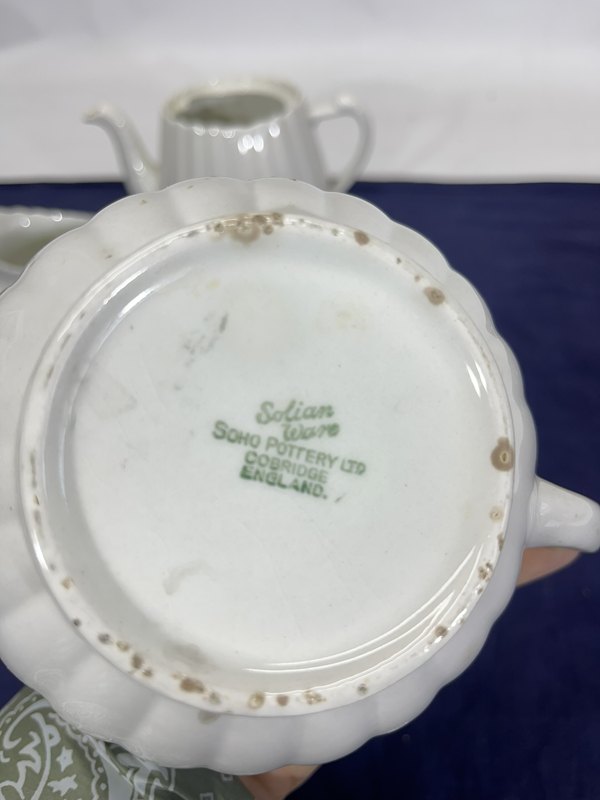 Solian
Ware
SOHO POTTERY LTD
COBRIDGE
ENGLAND.